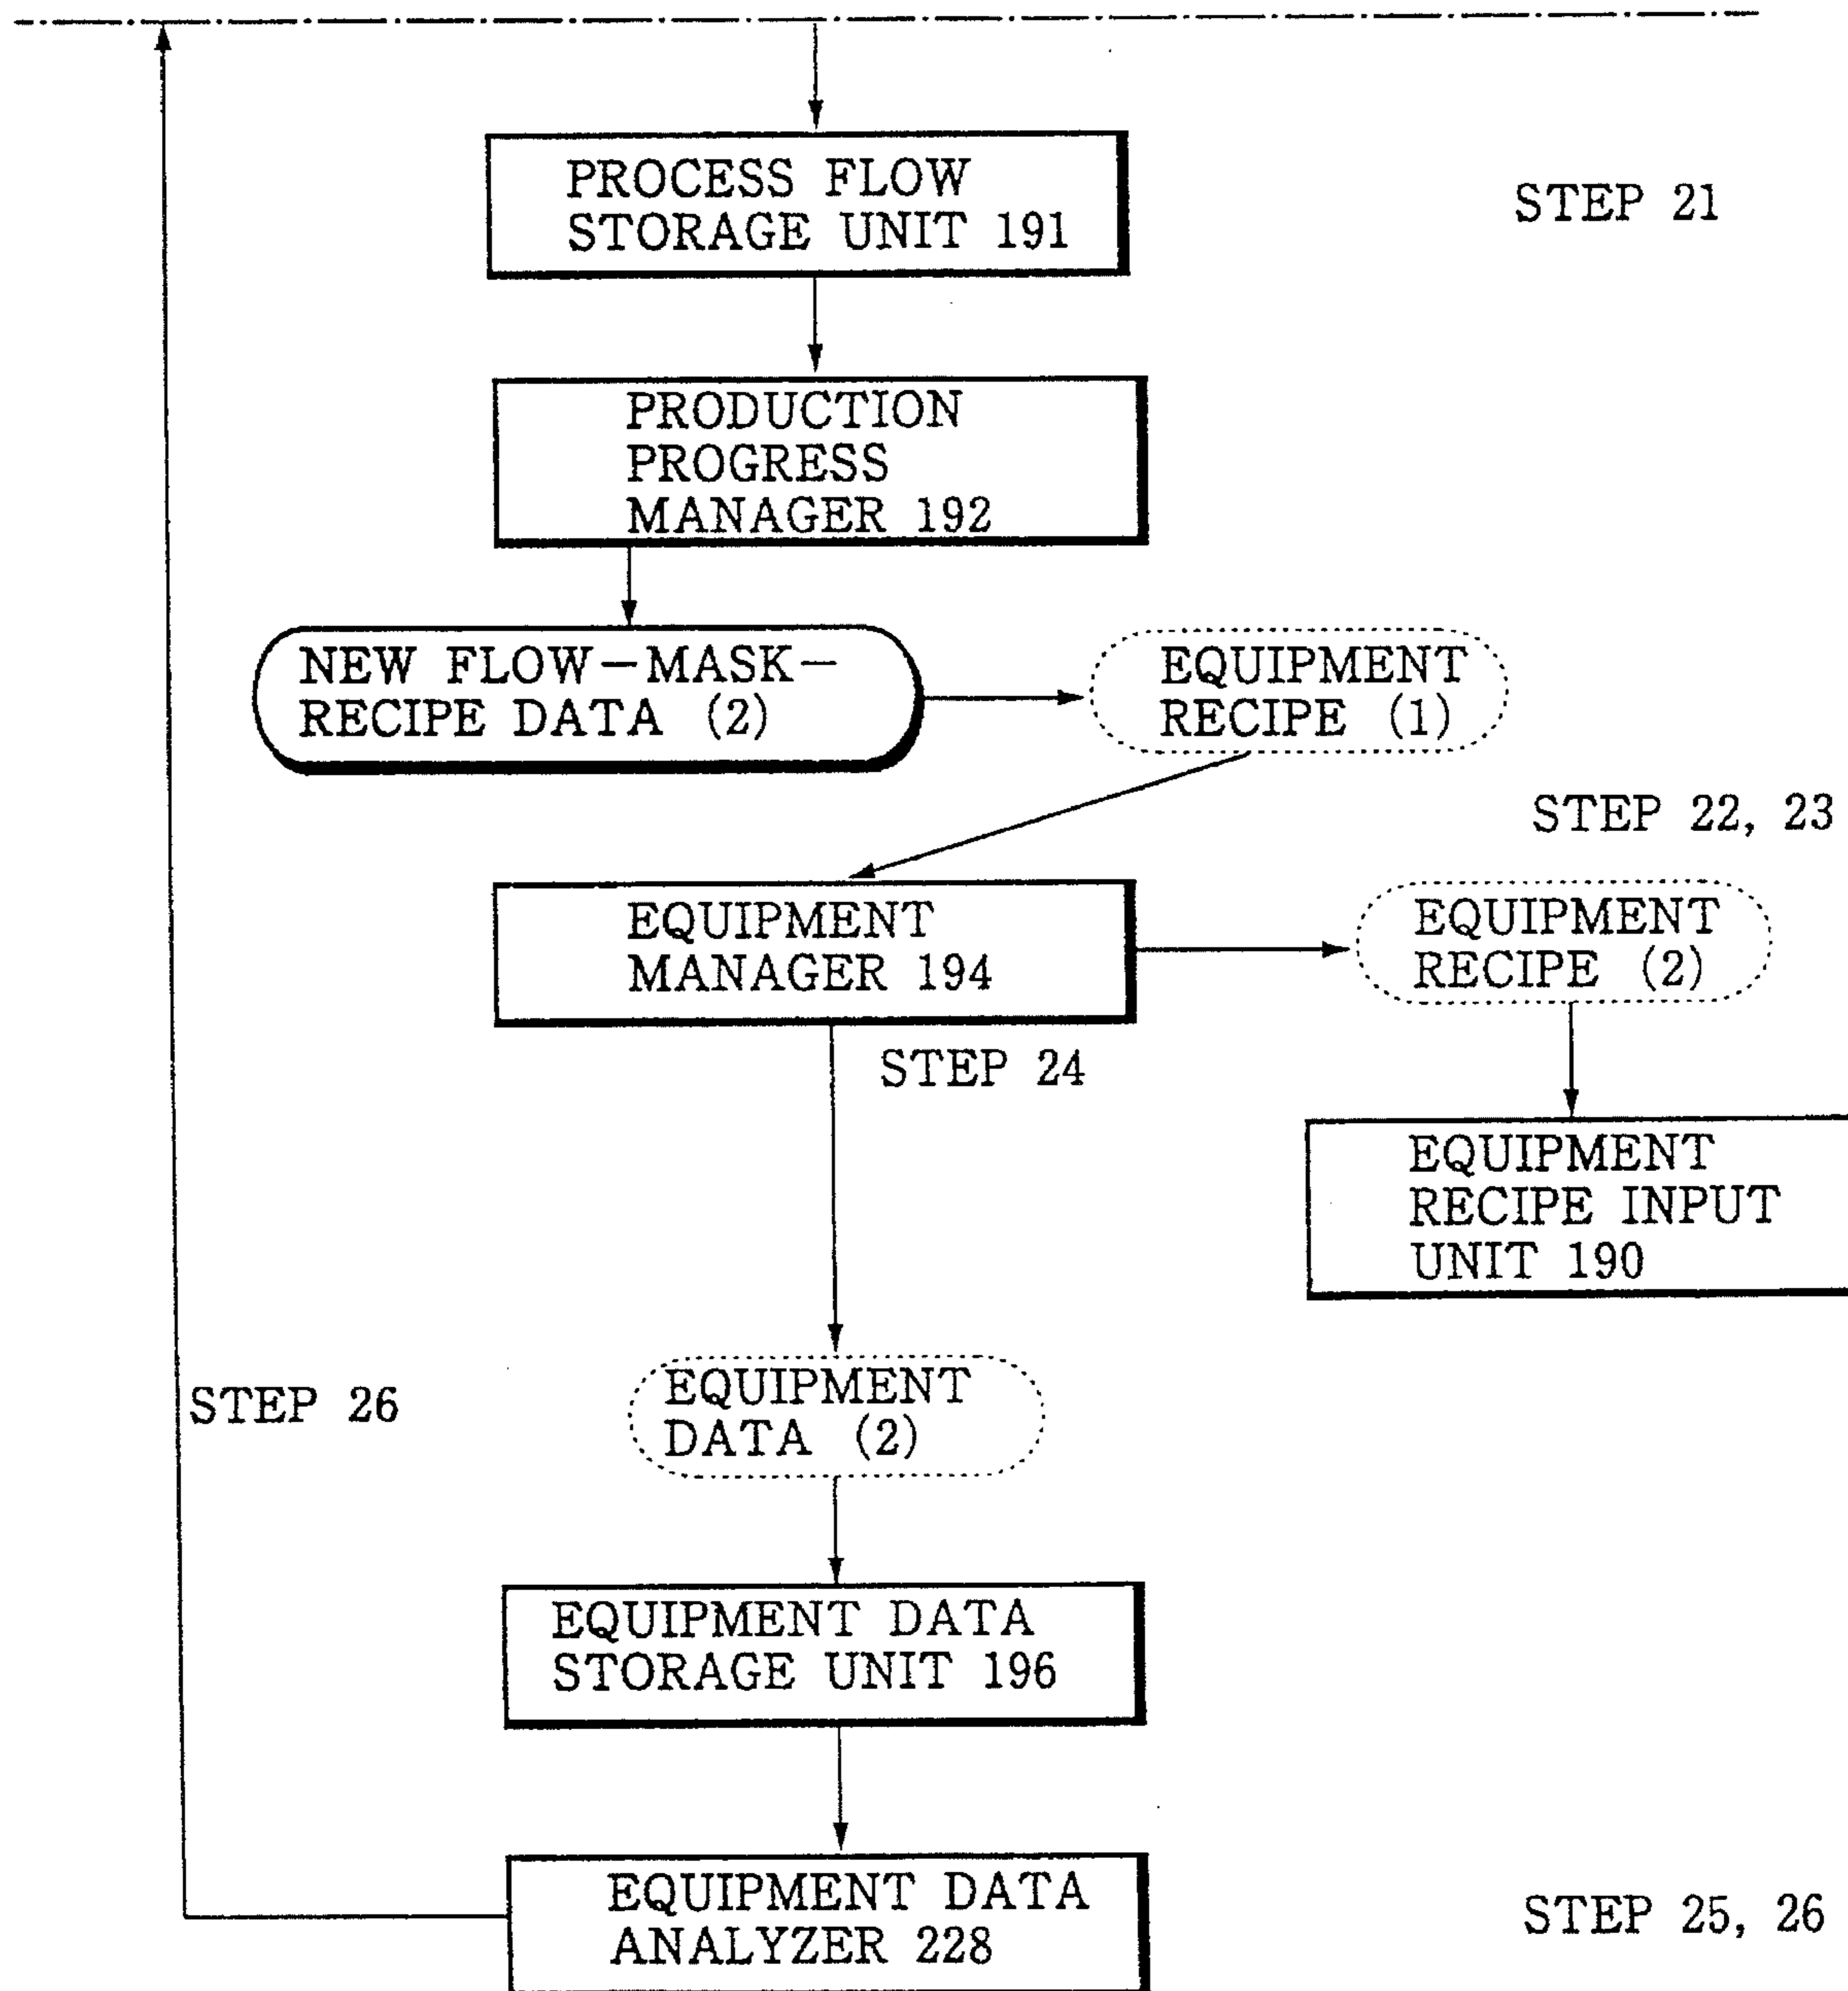 PROCESS FLOW
STORAGE UNIT 191
STEP 21
PRODUCTION
PROGRESS
MANAGER 192
NEW FLOW-MASK-
RECIPE DATA (2)
EQUIPMENT
RECIPE (1)
STEP 22, 23
EQUIPMENT
MANAGER 194
EQUIPMENT
RECIPE (2)
STEP 24
EQUIPMENT
RECIPE INPUT
UNIT 190
STEP 26
EQUIPMENT
DATA (2)
EQUIPMENT DATA
STORAGE UNIT 196
EQUIPMENT DATA
ANALYZER 228
STEP 25, 26